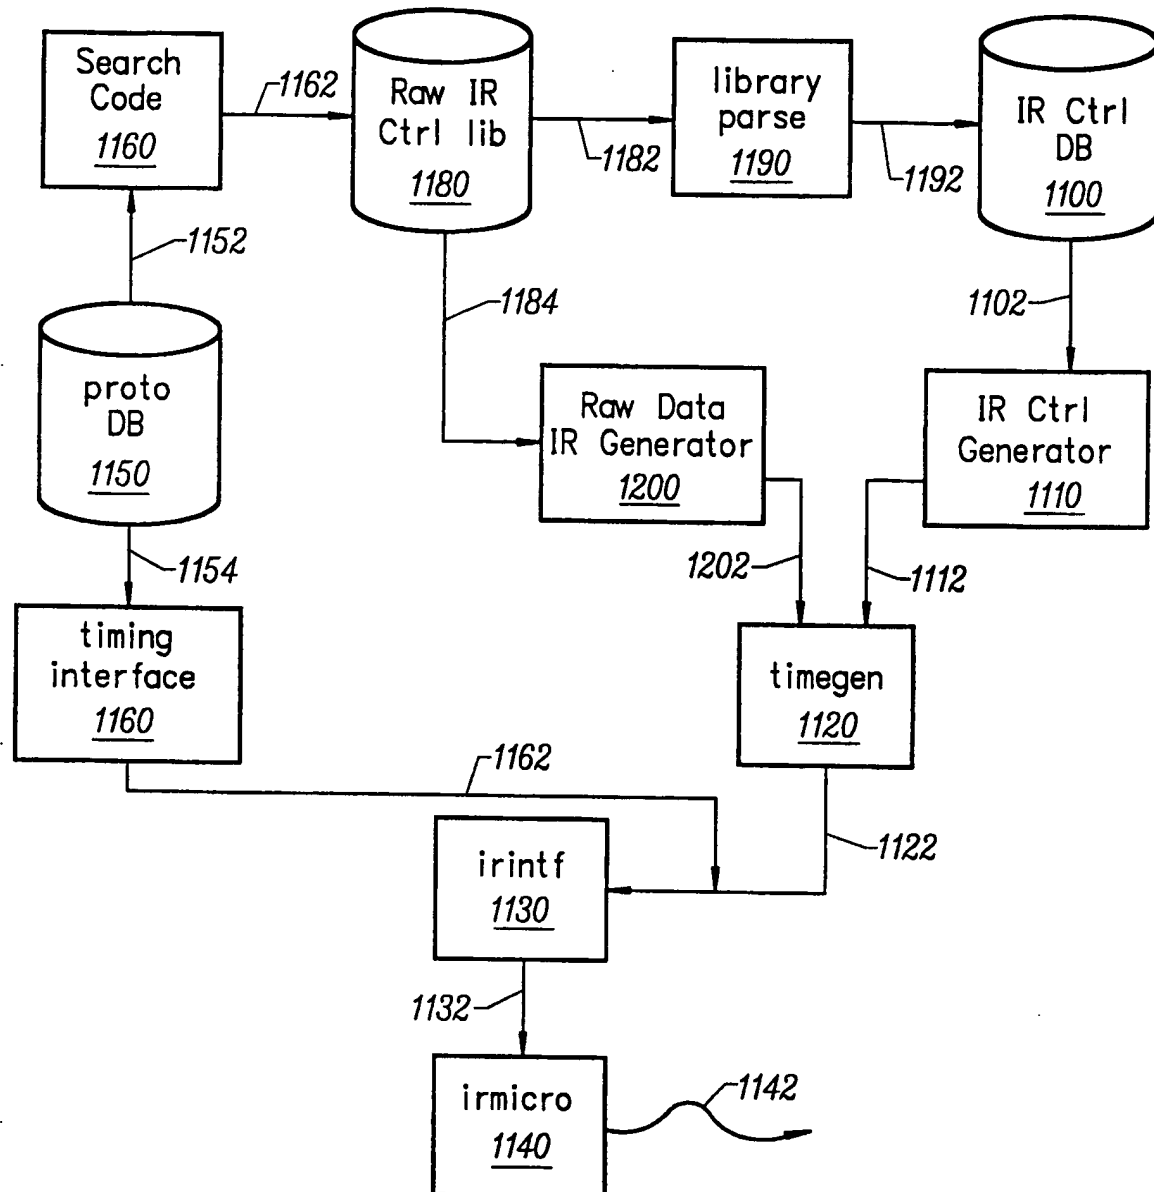 Search
Code
1160
1162
Raw IR
Ctrl lib
1180
1182
library
parse
1190
1192
IR Ctrl
DB
1100
1152
1184
1102
proto
DB
1150
Raw Data
IR Generator
1200
IR Ctrl
Generator
1110
1154
1202
1112
timing
interface
1160
timegen
1120
1162
1122
irintf
1130
1132
irmicro
1140
1142